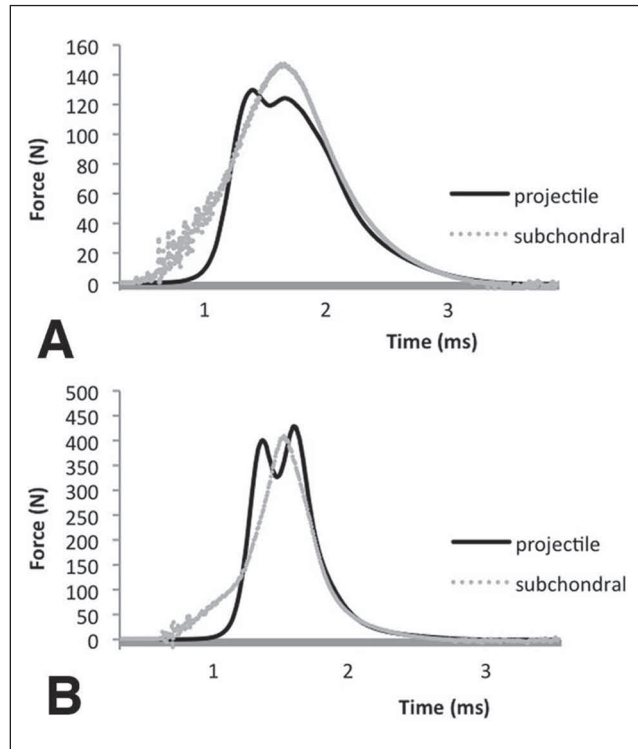 160
140
120
100
80
60
40
20
0
Force (N)
projectile
subchondral
1 2 3
Time (ms)
A
500
450
400
350
300
250
200
150
100
50
0
Force (N)
projectile
subchondral
1 2 3
Time (ms)
B